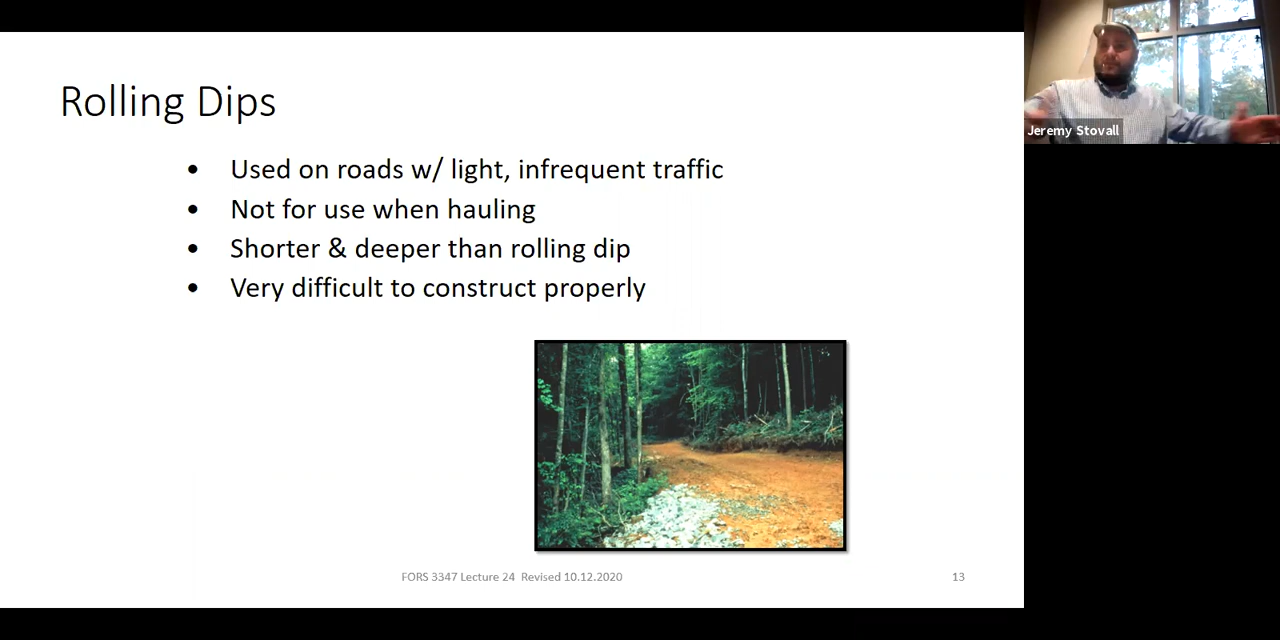 Rolling Dips
• Used on roads w/ light, infrequent traffic
• Not for use when hauling
• Shorter & deeper than rolling dip
• Very difficult to construct properly
FORS 3347 Lecture 24 Revised 10.12.2020
13
Jeremy Stovall